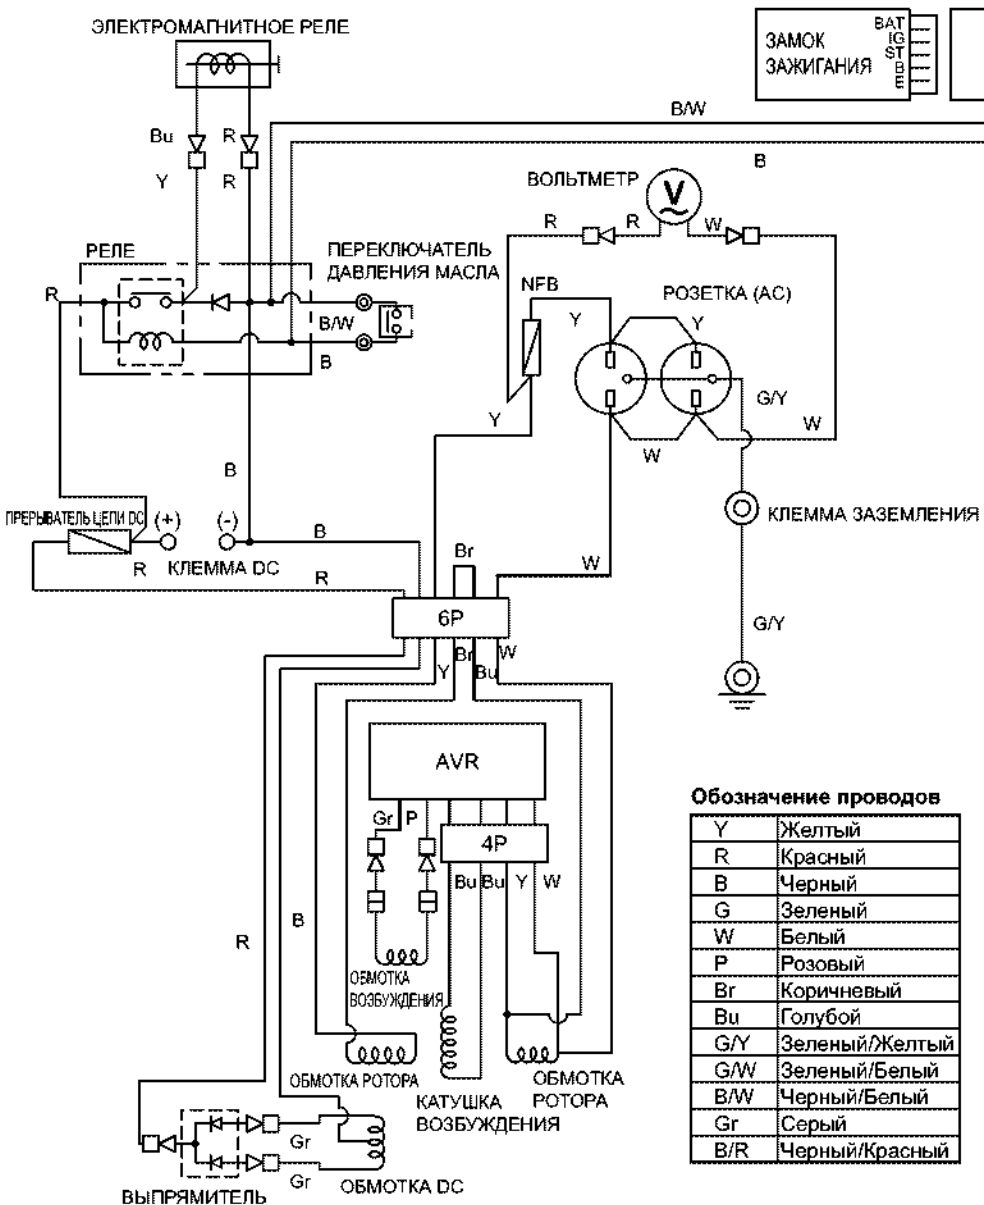 ЭЛЕКТРОМАГНИТНОЕ РЕЛЕ
ЗАМОК
ЗАЖИГАНИЯ
BAT
IG
ST
B
E
B/W
B
Bu
R
Y
R
ВОЛЬТМЕТР
V
R
R
W
РЕЛЕ
ПЕРЕКЛЮЧАТЕЛЬ
ДАВЛЕНИЯ МАСЛА
R
B/W
B
NFB
РОЗЕТКА (AC)
Y
Y
G/Y
Y
W
W
B
ПРЕРЫВАТЕЛЬ ЦЕПИ DC
(+)
(-)
R
КЛЕММА DC
B
R
Br
W
КЛЕММА ЗАЗЕМЛЕНИЯ
6P
G/Y
Y
Br
Bu
W
AVR
Gr
P
4P
Bu
Bu
Y
W
R
B
ОБМОТКА
ВОЗБУЖДЕНИЯ
ОБМОТКА РОТОРА
КАТУШКА
ВОЗБУЖДЕНИЯ
ОБМОТКА
РОТОРА
Gr
Gr
ВЫПРЯМИТЕЛЬ
ОБМОТКА DC
Обозначение проводов
Y Желтый
R Красный
B Черный
G Зеленый
W Белый
P Розовый
Br Коричневый
Bu Голубой
G/Y Зеленый/Желтый
G/W Зеленый/Белый
B/W Черный/Белый
Gr Серый
B/R Черный/Красный